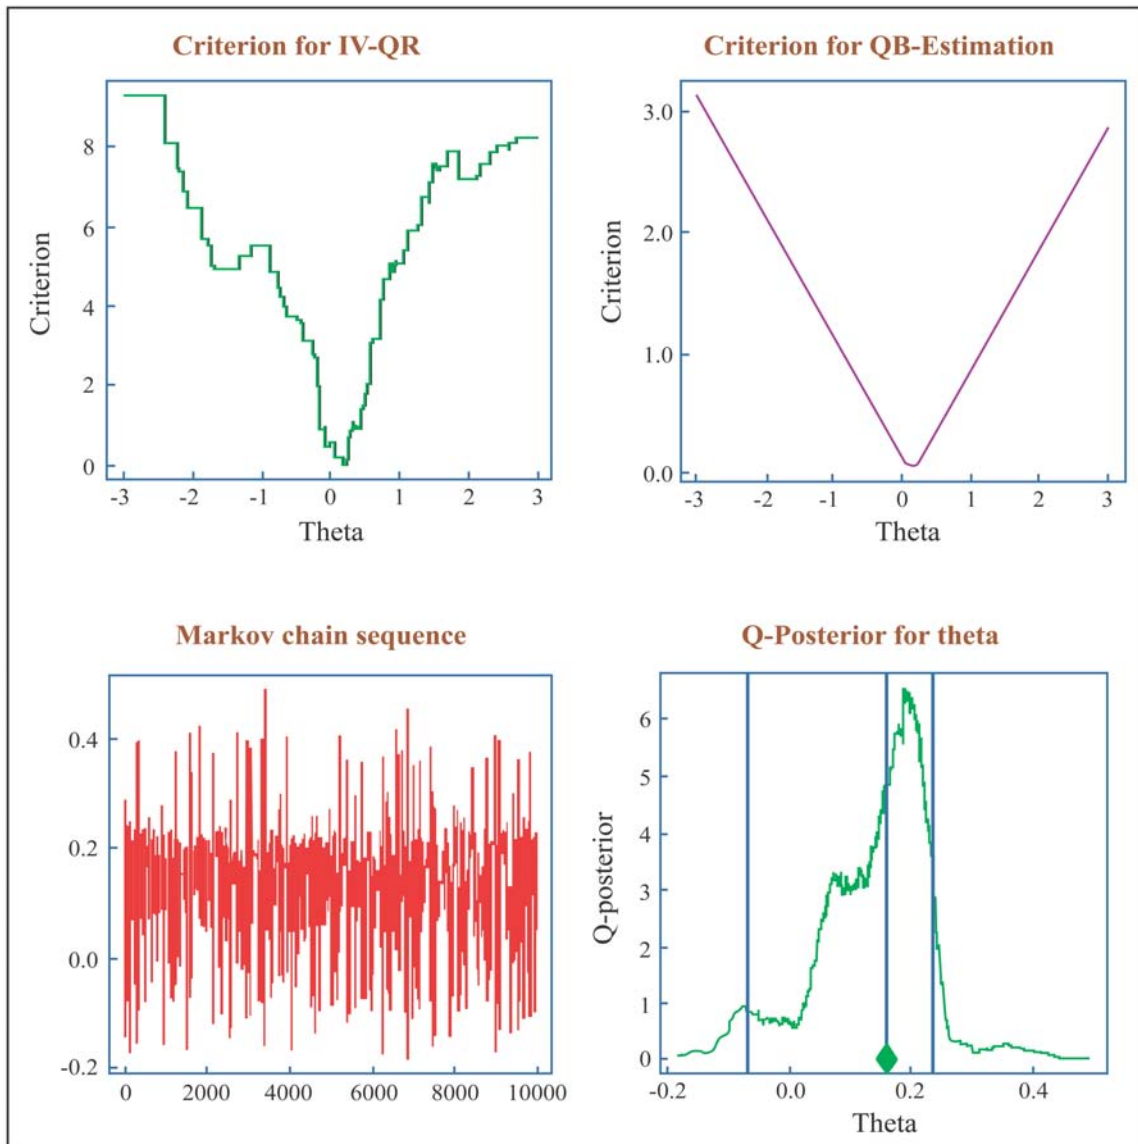 Criterion for IV-QR
Criterion
8
6
4
2
0
-3 -2 -1 0 1 2 3
Theta
Criterion for QB-Estimation
Criterion
3.0
2.0
1.0
0.0
-3 -2 -1 0 1 2 3
Theta
Markov chain sequence
0.4
0.2
0.0
-0.2
0 2000 4000 6000 8000 10000
Q-Posterior for theta
Q-posterior
6
5
4
3
2
1
0
-0.2 0.0 0.2 0.4
Theta